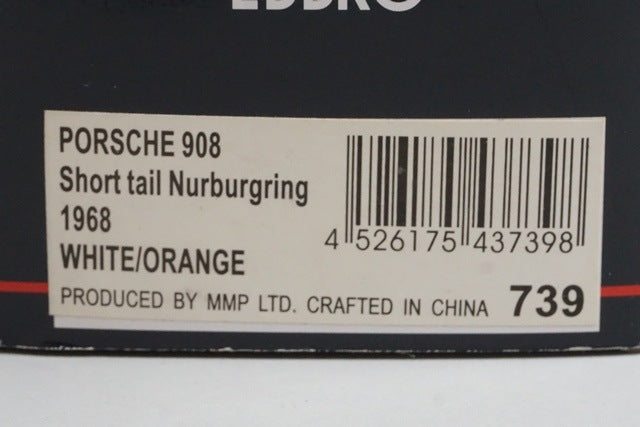 EBBRO
PORSCHE 908
Short tail Nurburgring
1968
WHITE/ORANGE
4 526175 437398
PRODUCED BY MMP LTD. CRAFTED IN CHINA 739